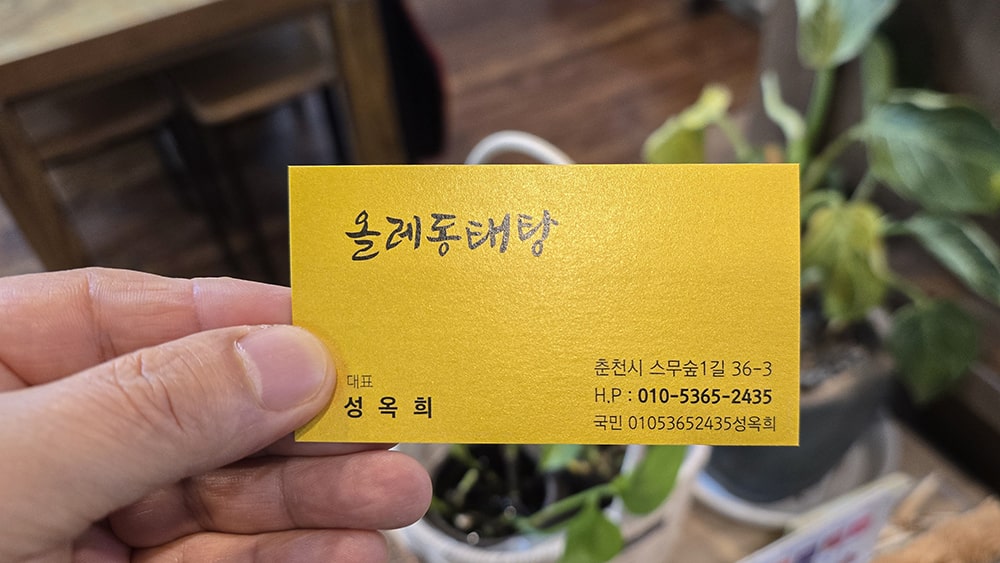 올레동태탕
대표
성 옥 희
춘천시 스무숲1길 36-3
H.P : 010-5365-2435
국민 01053652435성옥희